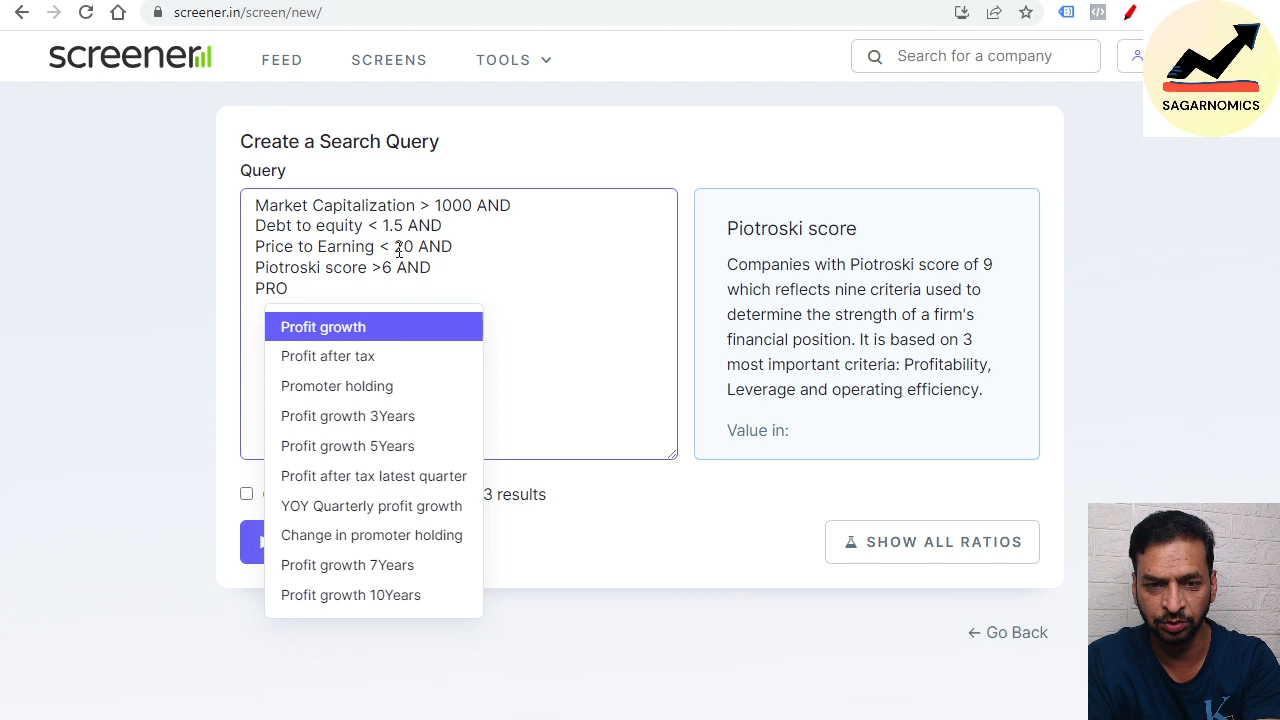 screener.in/screen/new/
screener
FEED
SCREENS
TOOLS
Search for a company
SAGARNOMICS
Create a Search Query
Query
Market Capitalization > 1000 AND
Debt to equity < 1.5 AND
Price to Earning < 20 AND
Piotroski score >6 AND
PRO
Profit growth
Profit after tax
Promoter holding
Profit growth 3Years
Profit growth 5Years
Profit after tax latest quarter
YOY Quarterly profit growth
Change in promoter holding
Profit growth 7Years
Profit growth 10Years
Piotroski score
Companies with Piotroski score of 9
which reflects nine criteria used to
determine the strength of a firm's
financial position. It is based on 3
most important criteria: Profitability,
Leverage and operating efficiency.
Value in:
3 results
SHOW ALL RATIOS
← Go Back